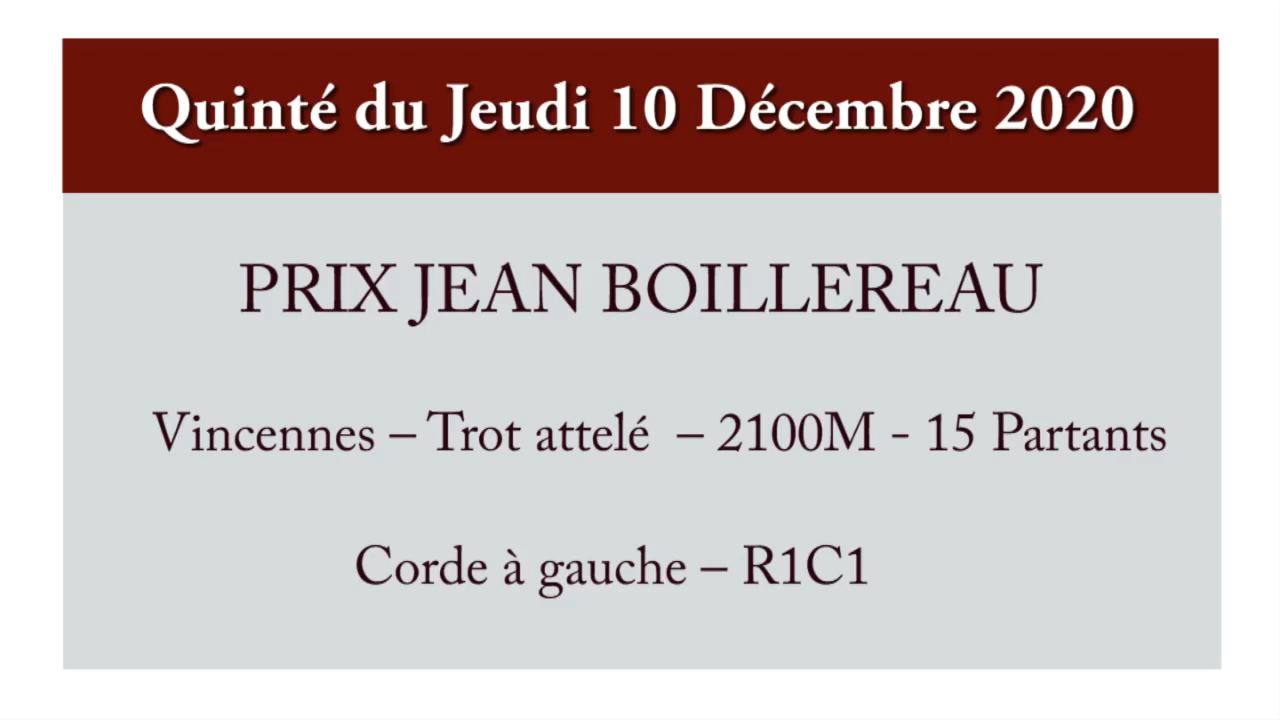 Quinté du Jeudi 10 Décembre 2020
PRIX JEAN BOILLEREAU
Vincennes – Trot attelé – 2100M - 15 Partants
Corde à gauche – R1C1